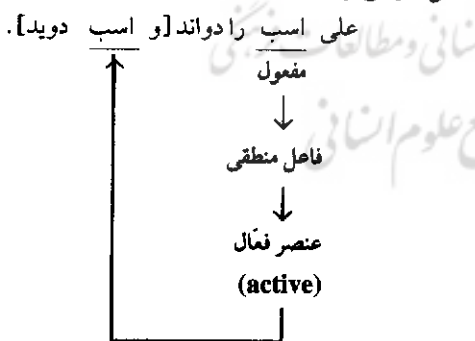 علی اسب را دواند [و اسب دوید].
مفعول
فاعل منطقی
عنصر فعّال
(active)